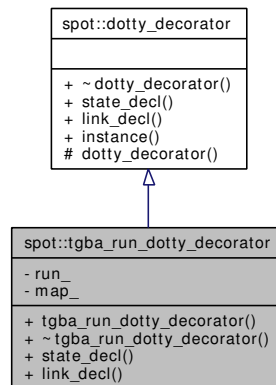 spot::dotty_decorator
+ ~dotty_decorator()
+ state_decl()
+ link_decl()
+ instance()
# dotty_decorator()
spot::tgba_run_dotty_decorator
- run_
- map_
+ tgba_run_dotty_decorator()
+ ~tgba_run_dotty_decorator()
+ state_decl()
+ link_decl()